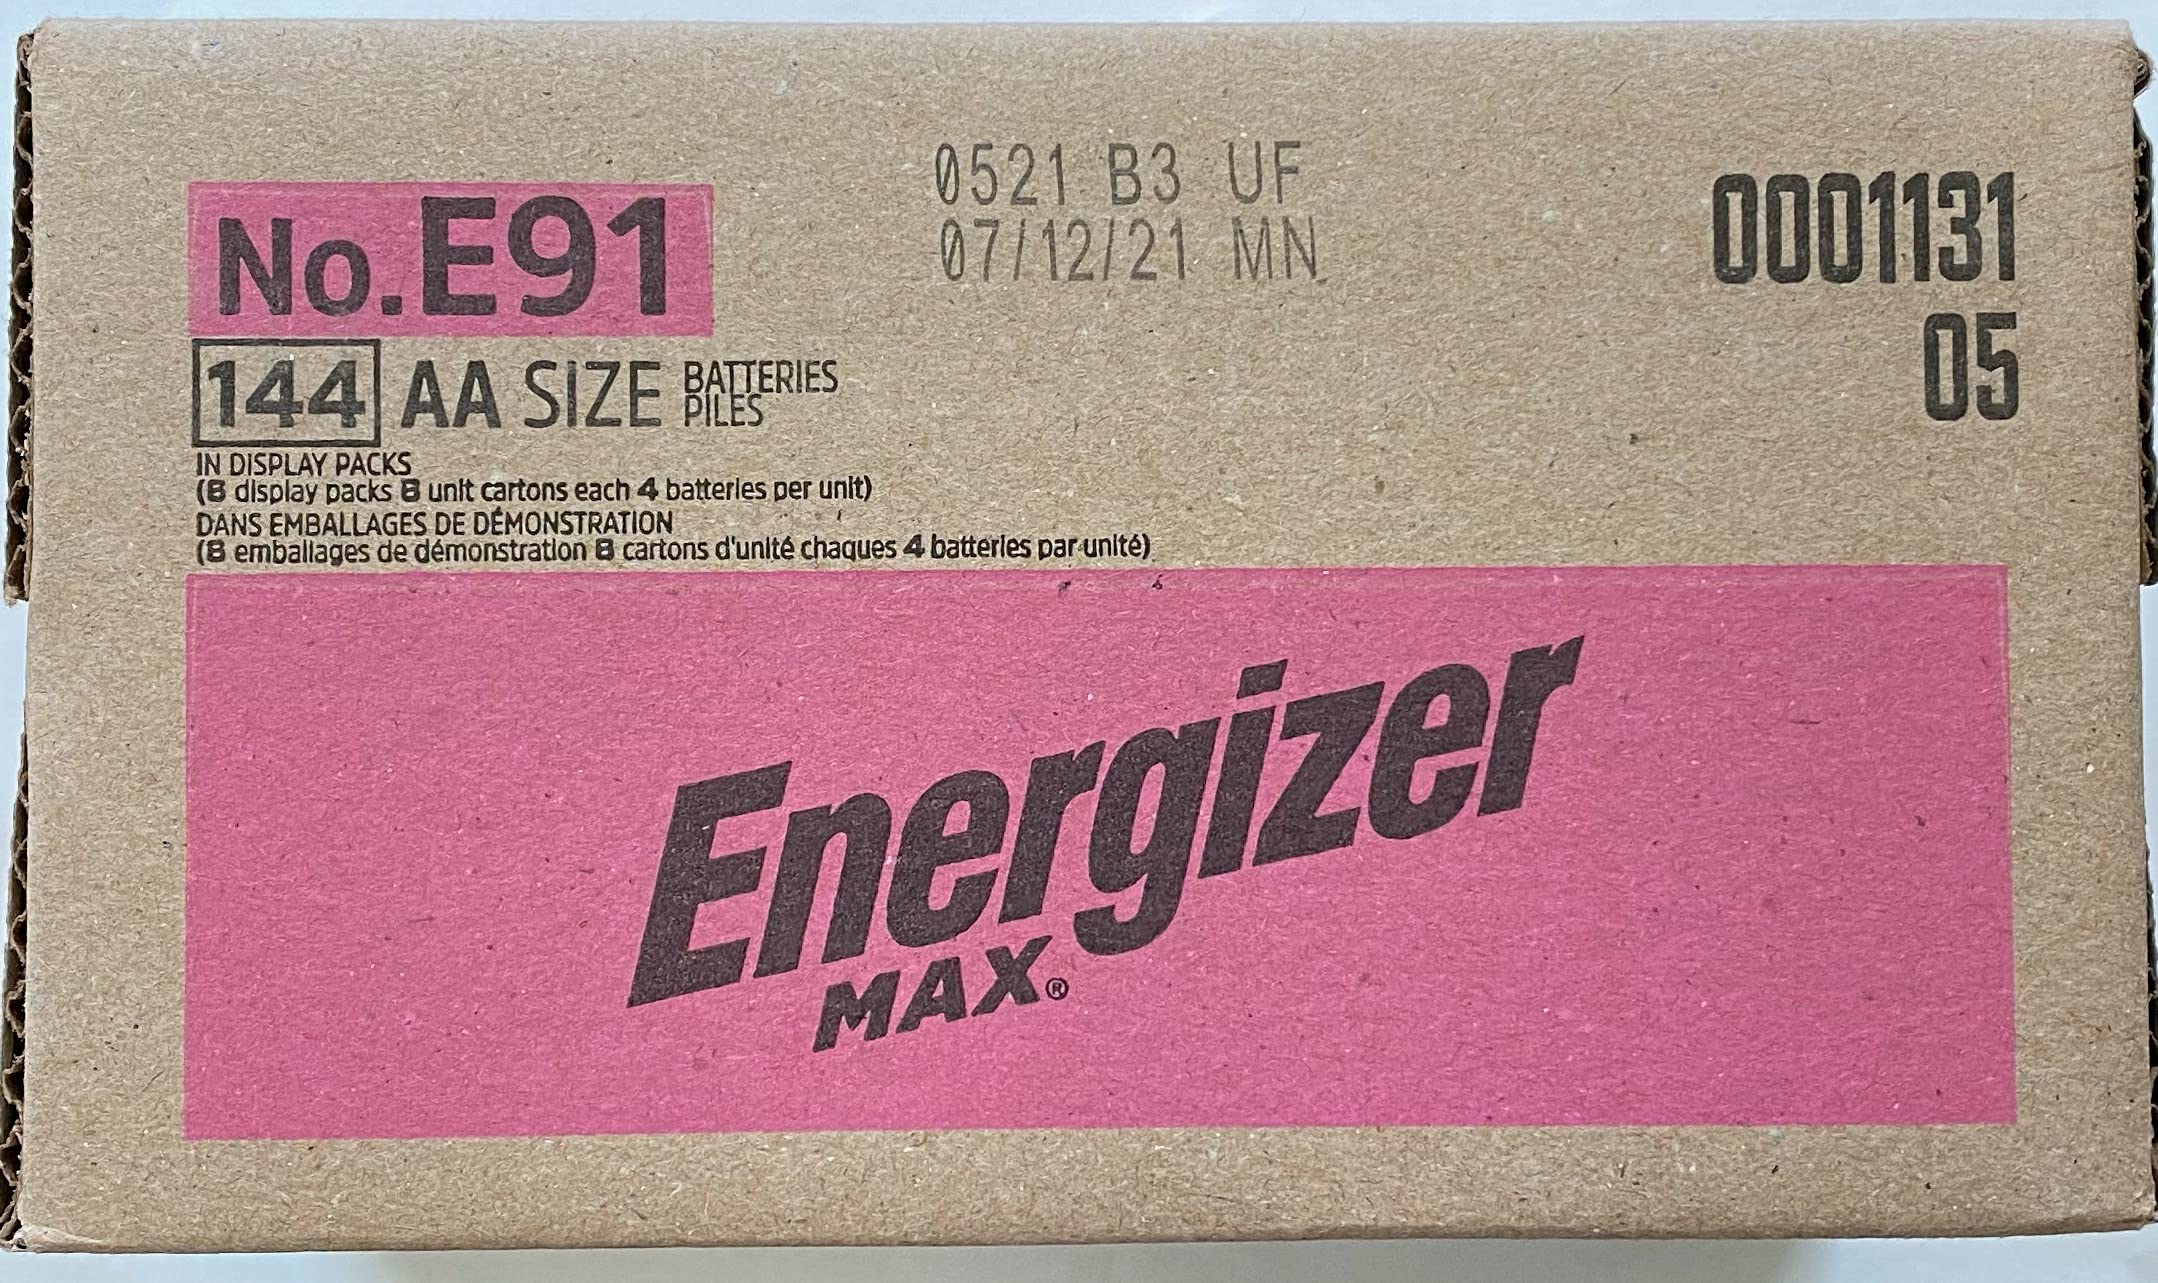 No.E91
0521 B3 UF
07/12/21 MN
0001131
05
144 AA SIZE BATTERIES
PILES
IN DISPLAY PACKS
(8 display packs 8 unit cartons each 4 batteries per unit)
DANS EMBALLAGES DE DÉMONSTRATION
(8 emballages de démonstration 8 cartons d'unité chaques 4 batteries par unité)
Energizer
MAX®